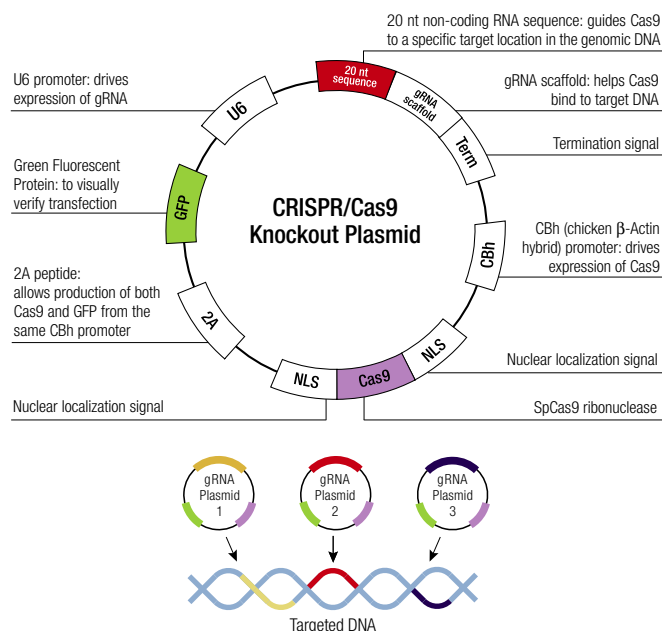 20 nt non-coding RNA sequence: guides Cas9
to a specific target location in the genomic DNA
U6 promoter: drives
expression of gRNA
20 nt
sequence
gRNA
scaffold
gRNA scaffold: helps Cas9
bind to target DNA
U6
Term
Termination signal
Green Fluorescent
Protein: to visually
verify transfection
GFP
CRISPR/Cas9
Knockout Plasmid
CBh
CBh (chicken β-Actin
hybrid) promoter: drives
expression of Cas9
2A peptide:
allows production of both
Cas9 and GFP from the
same CBh promoter
2A
NLS
Cas9
NLS
Nuclear localization signal
Nuclear localization signal
SpCas9 ribonuclease
gRNA
Plasmid
1
gRNA
Plasmid
2
gRNA
Plasmid
3
Targeted DNA